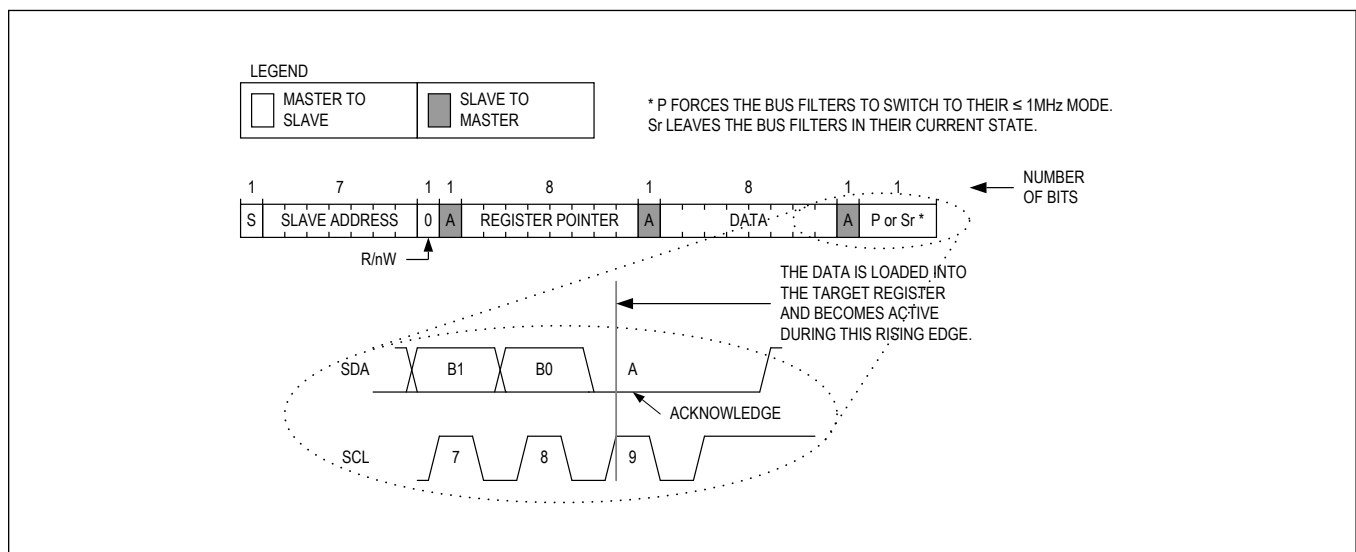 LEGEND
MASTER TO
SLAVE
SLAVE TO
MASTER
* P FORCES THE BUS FILTERS TO SWITCH TO THEIR ≤ 1MHz MODE.
Sr LEAVES THE BUS FILTERS IN THEIR CURRENT STATE.
1 7 1 1 8 1 8 1 1
NUMBER
OF BITS
S SLAVE ADDRESS 0 A REGISTER POINTER A DATA A P or Sr *
R/nW
THE DATA IS LOADED INTO
THE TARGET REGISTER
AND BECOMES ACTIVE
DURING THIS RISING EDGE.
SDA B1 B0 A
ACKNOWLEDGE
SCL 7 8 9